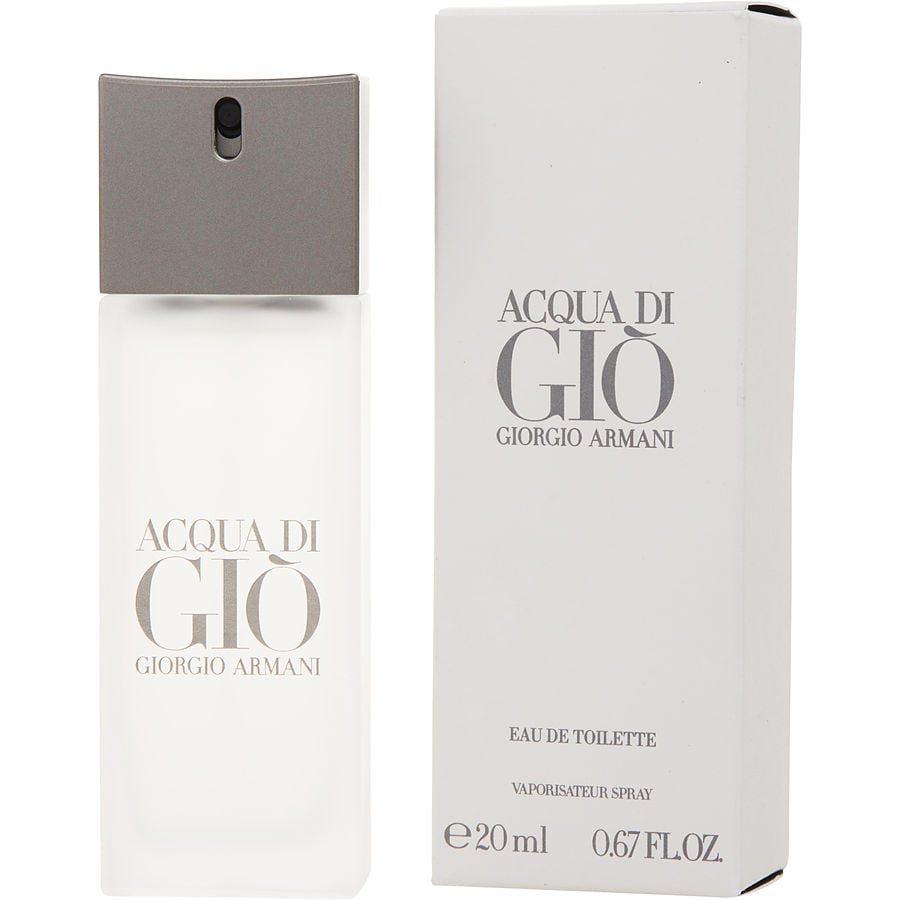 ACQUA DI
GIÒ
GIORGIO ARMANI
ACQUA DI
GIÒ
GIORGIO ARMANI
EAU DE TOILETTE
VAPORISATEUR SPRAY
℮20 ml 0.67 FL.OZ.